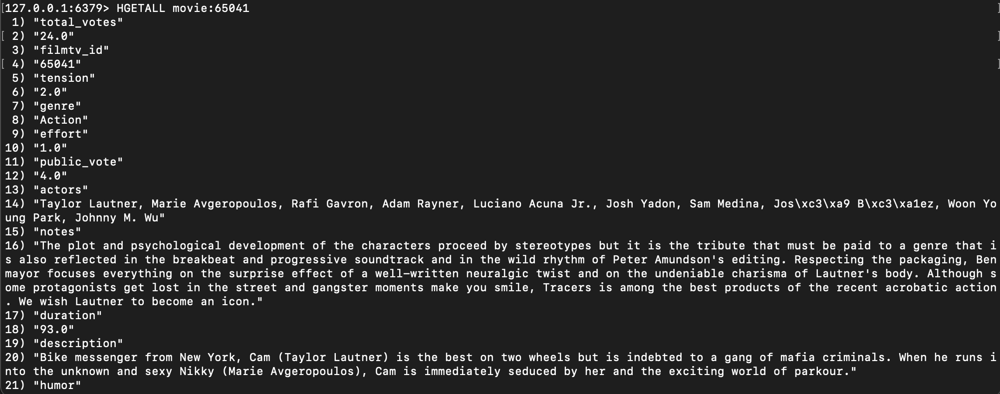 [127.0.0.1:6379> HGETALL movie:65041 ]
 1) "total_votes"
[ 2) "24.0" ]
 3) "filmtv_id"
[ 4) "65041" ]
 5) "tension"
 6) "2.0"
 7) "genre"
 8) "Action"
 9) "effort"
10) "1.0"
11) "public_vote"
12) "4.0"
13) "actors"
14) "Taylor Lautner, Marie Avgeropoulos, Rafi Gavron, Adam Rayner, Luciano Acuna Jr., Josh Yadon, Sam Medina, Jos\xc3\xa9 B\xc3\xa1ez, Woon Yo
ung Park, Johnny M. Wu"
15) "notes"
16) "The plot and psychological development of the characters proceed by stereotypes but it is the tribute that must be paid to a genre that i
s also reflected in the breakbeat and progressive soundtrack and in the wild rhythm of Peter Amundson's editing. Respecting the packaging, Ben
mayor focuses everything on the surprise effect of a well-written neuralgic twist and on the undeniable charisma of Lautner's body. Although s
ome protagonists get lost in the street and gangster moments make you smile, Tracers is among the best products of the recent acrobatic action
. We wish Lautner to become an icon."
17) "duration"
18) "93.0"
19) "description"
20) "Bike messenger from New York, Cam (Taylor Lautner) is the best on two wheels but is indebted to a gang of mafia criminals. When he runs i
nto the unknown and sexy Nikky (Marie Avgeropoulos), Cam is immediately seduced by her and the exciting world of parkour."
21) "humor"